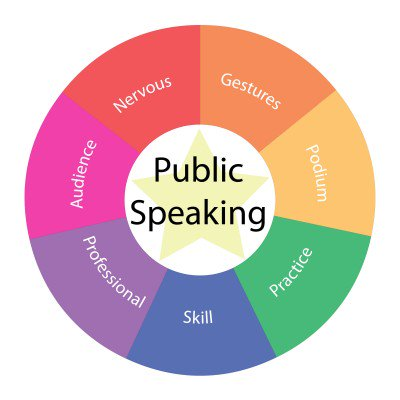 Public
Speaking
Gestures
Podium
Practice
Skill
Professional
Audience
Nervous